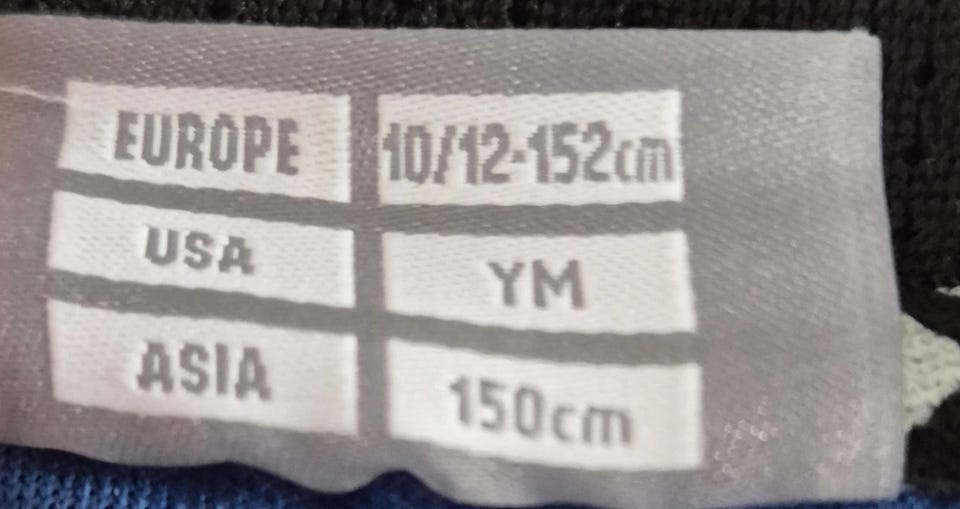 EUROPE 10/12-152cm
USA YM
ASIA 150cm